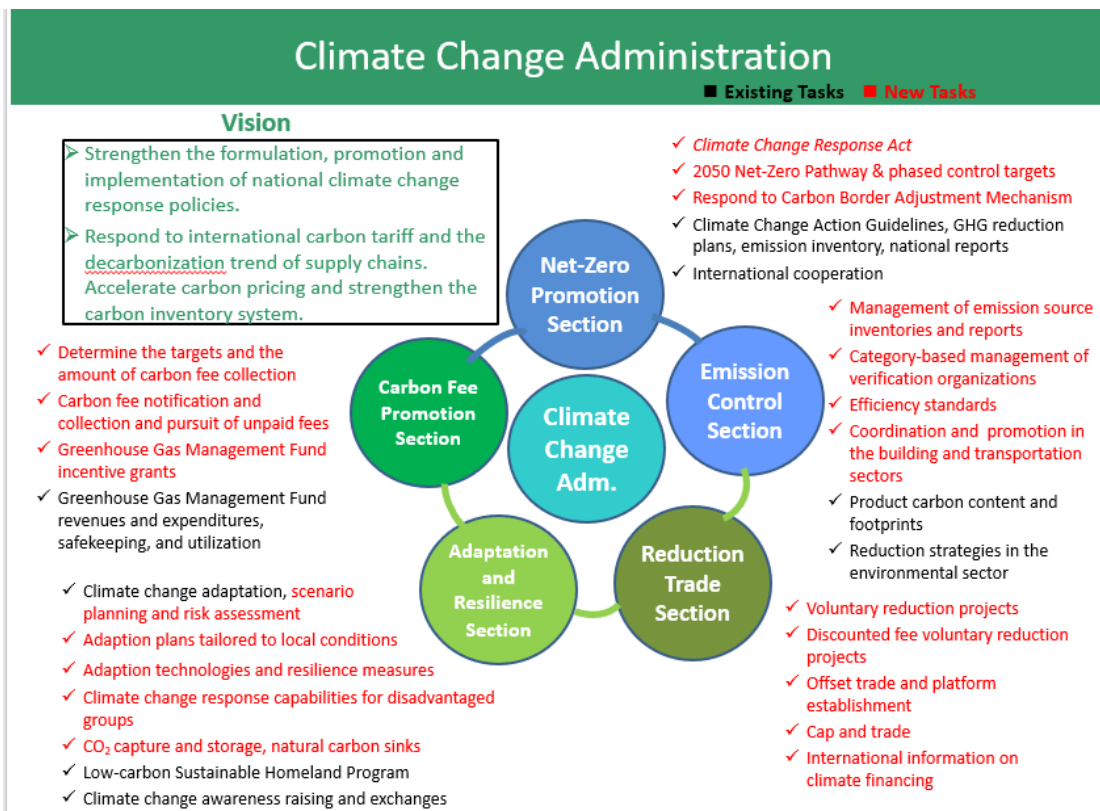 Climate Change Administration
■ Existing Tasks ■ New Tasks
Vision
➢ Strengthen the formulation, promotion and
implementation of national climate change
response policies.
➢ Respond to international carbon tariff and the
decarbonization trend of supply chains.
Accelerate carbon pricing and strengthen the
carbon inventory system.
✓ Climate Change Response Act
✓ 2050 Net-Zero Pathway & phased control targets
✓ Respond to Carbon Border Adjustment Mechanism
✓ Climate Change Action Guidelines, GHG reduction
plans, emission inventory, national reports
✓ International cooperation
Net-Zero
Promotion
Section
✓ Management of emission source
inventories and reports
✓ Category-based management of
verification organizations
✓ Efficiency standards
✓ Coordination and promotion in
the building and transportation
sectors
✓ Product carbon content and
footprints
✓ Reduction strategies in the
environmental sector
Emission
Control
Section
✓ Determine the targets and the
amount of carbon fee collection
✓ Carbon fee notification and
collection and pursuit of unpaid fees
✓ Greenhouse Gas Management Fund
incentive grants
✓ Greenhouse Gas Management Fund
revenues and expenditures,
safekeeping, and utilization
Carbon Fee
Promotion
Section
Climate
Change
Adm.
Adaptation
and
Resilience
Section
Reduction
Trade
Section
✓ Climate change adaptation, scenario
planning and risk assessment
✓ Adaption plans tailored to local conditions
✓ Adaption technologies and resilience measures
✓ Climate change response capabilities for disadvantaged
groups
✓ CO₂ capture and storage, natural carbon sinks
✓ Low-carbon Sustainable Homeland Program
✓ Climate change awareness raising and exchanges
✓ Voluntary reduction projects
✓ Discounted fee voluntary reduction
projects
✓ Offset trade and platform
establishment
✓ Cap and trade
✓ International information on
climate financing